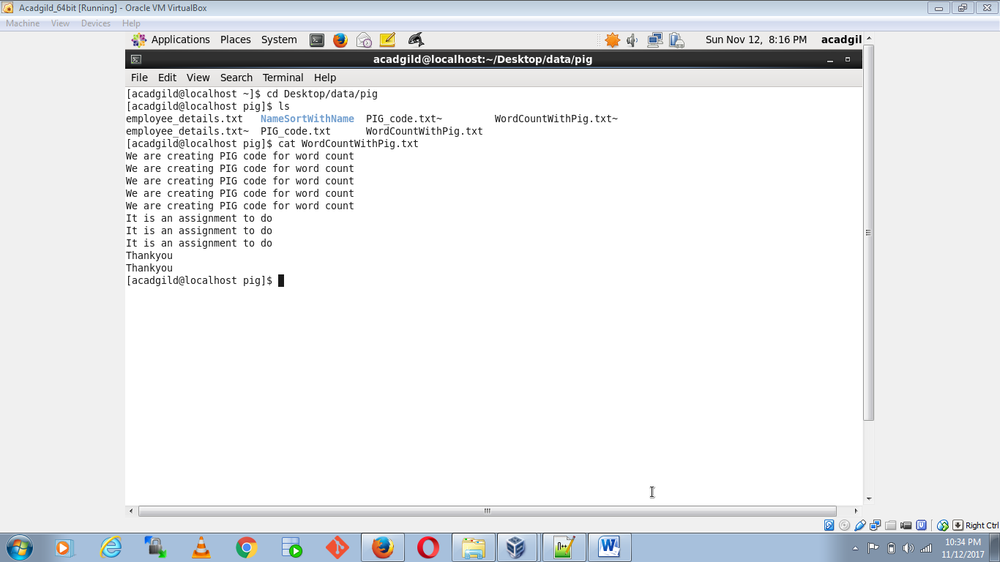 Acadgild_64bit [Running] - Oracle VM VirtualBox
Machine View Devices Help
Applications Places System Sun Nov 12, 8:16 PM acadgil
acadgild@localhost:~/Desktop/data/pig
File Edit View Search Terminal Help
[acadgild@localhost ~]$ cd Desktop/data/pig
[acadgild@localhost pig]$ ls
employee_details.txt NameSortWithName PIG_code.txt~ WordCountWithPig.txt~
employee_details.txt~ PIG_code.txt WordCountWithPig.txt
[acadgild@localhost pig]$ cat WordCountWithPig.txt
We are creating PIG code for word count
We are creating PIG code for word count
We are creating PIG code for word count
We are creating PIG code for word count
We are creating PIG code for word count
It is an assignment to do
It is an assignment to do
It is an assignment to do
Thankyou
Thankyou
[acadgild@localhost pig]$
Right Ctrl
10:34 PM
11/12/2017